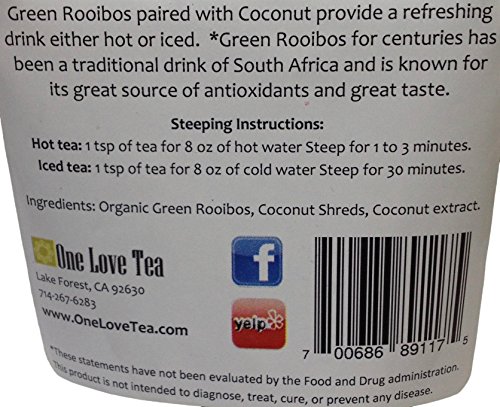 Green Rooibos paired with Coconut provide a refreshing
drink either hot or iced. *Green Rooibos for centuries has
been a traditional drink of South Africa and is known for
its great source of antioxidants and great taste.
Steeping Instructions:
Hot tea: 1 tsp of tea for 8 oz of hot water Steep for 1 to 3 minutes.
Iced tea: 1 tsp of tea for 8 oz of cold water Steep for 30 minutes.
Ingredients: Organic Green Rooibos, Coconut Shreds, Coconut extract.
One Love Tea
Lake Forest, CA 92630
714-267-6283
www.OneLoveTea.com
f
yelp
7 00686 89117 5
*These statements have not been evaluated by the Food and Drug administration.
This product is not intended to diagnose, treat, cure, or prevent any disease.